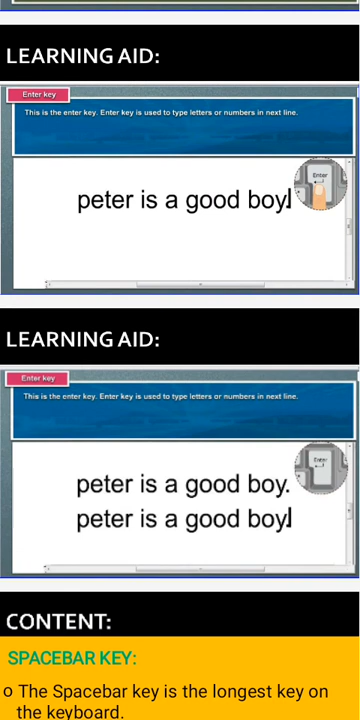 LEARNING AID:
Enter key
This is the enter key. Enter key is used to type letters or numbers in next line.
Enter
peter is a good boy.
LEARNING AID:
Enter key
This is the enter key. Enter key is used to type letters or numbers in next line.
Enter
peter is a good boy.
peter is a good boy.
CONTENT:
SPACEBAR KEY:
o The Spacebar key is the longest key on
the keyboard.